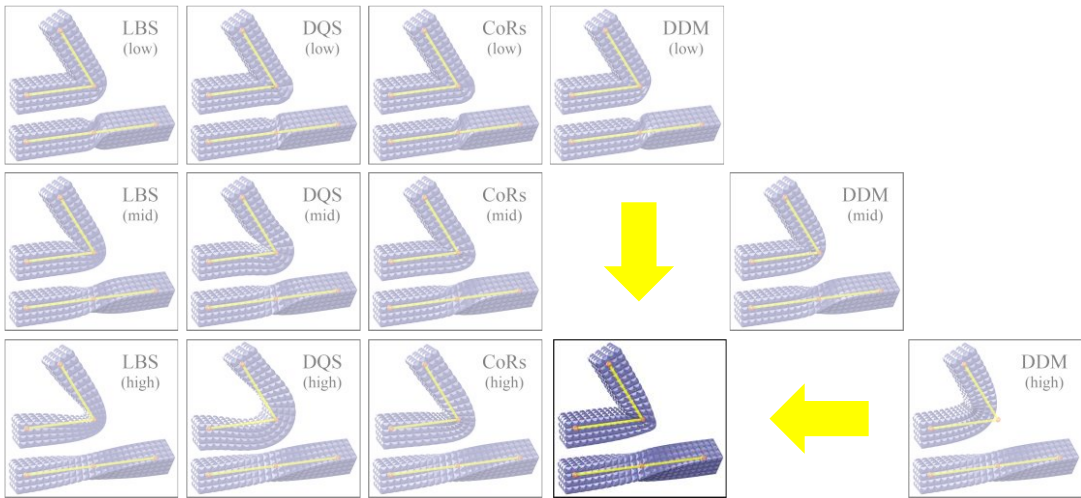 LBS
(low)
DQS
(low)
CoRs
(low)
DDM
(low)
LBS
(mid)
DQS
(mid)
CoRs
(mid)
DDM
(mid)
LBS
(high)
DQS
(high)
CoRs
(high)
DDM
(high)